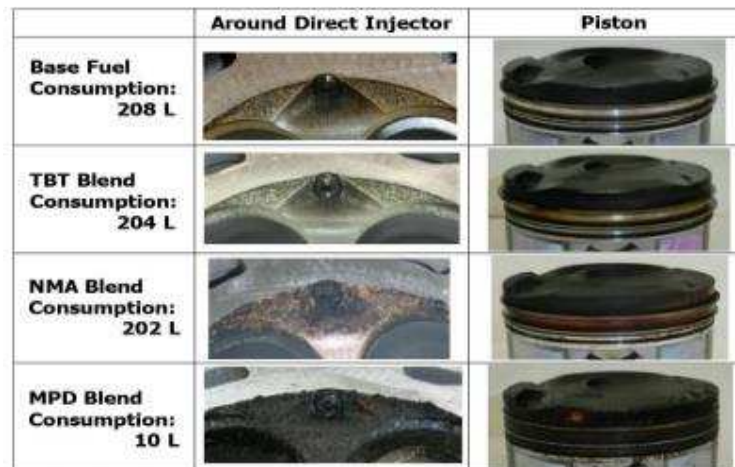 Around Direct Injector
Piston
Base Fuel
Consumption:
208 L
TBT Blend
Consumption:
204 L
NMA Blend
Consumption:
202 L
MPD Blend
Consumption:
10 L